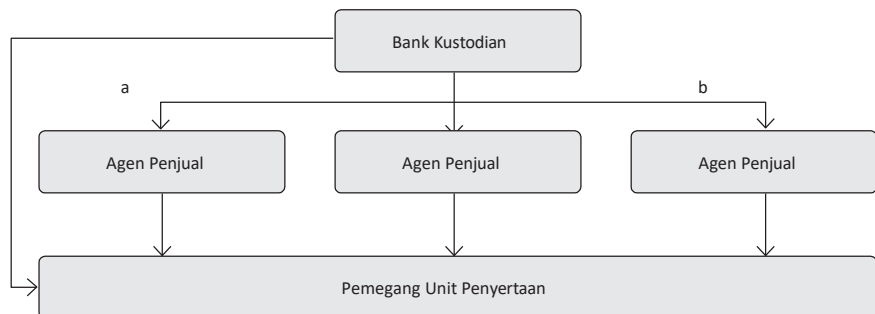 Bank Kustodian
a
b
Agen Penjual
Agen Penjual
Agen Penjual
Pemegang Unit Penyertaan